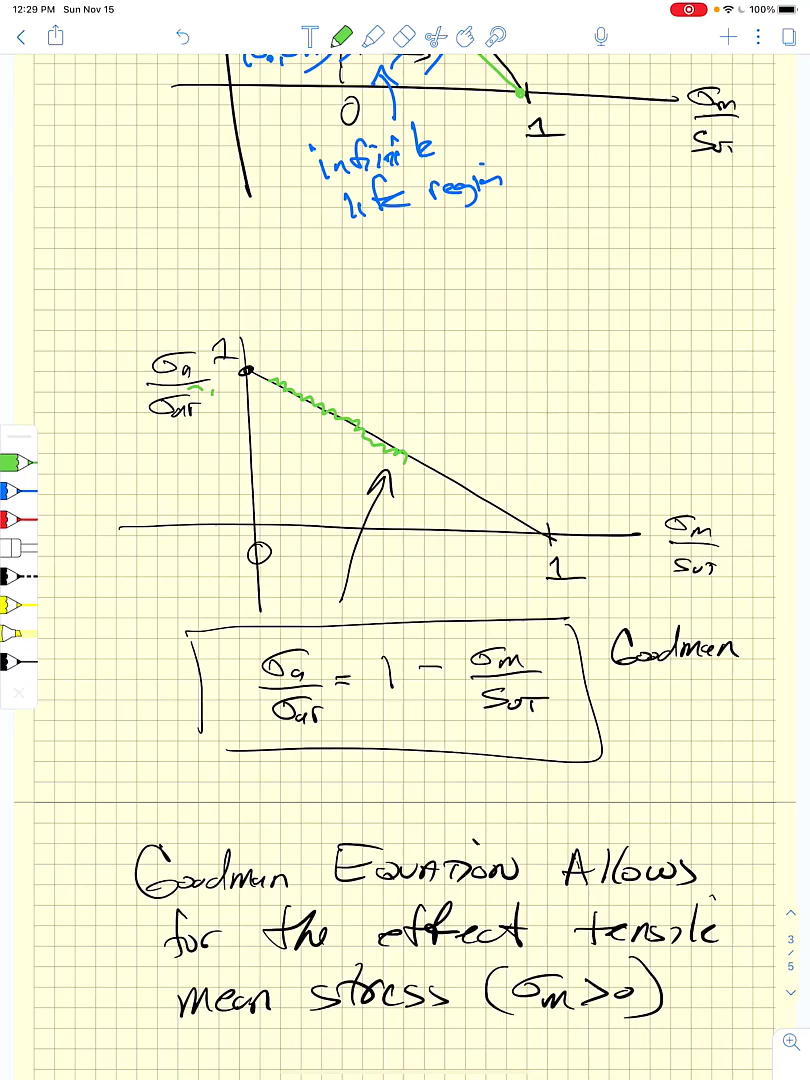 12:29 PM Sun Nov 15
100%
0
1
σm
SUT
infinite
life region
σa
σar
1
0
1
σm
SUT
σa/σar = 1 - σm/SUT
Goodman
Goodman Equation Allows
for the effect tensile
mean stress (σm>0)
3
/
5